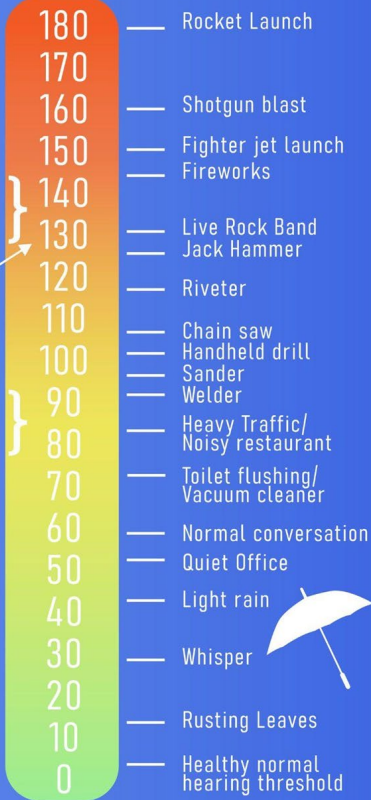 180 Rocket Launch
170
160 Shotgun blast
150 Fighter jet launch
Fireworks
140
130 Live Rock Band
Jack Hammer
120 Riveter
110 Chain saw
100 Handheld drill
Sander
90 Welder
Heavy Traffic/
80 Noisy restaurant
70 Toilet flushing/
Vacuum cleaner
60 Normal conversation
50 Quiet Office
40 Light rain
30 Whisper
20
10 Rusting Leaves
0 Healthy normal
hearing threshold